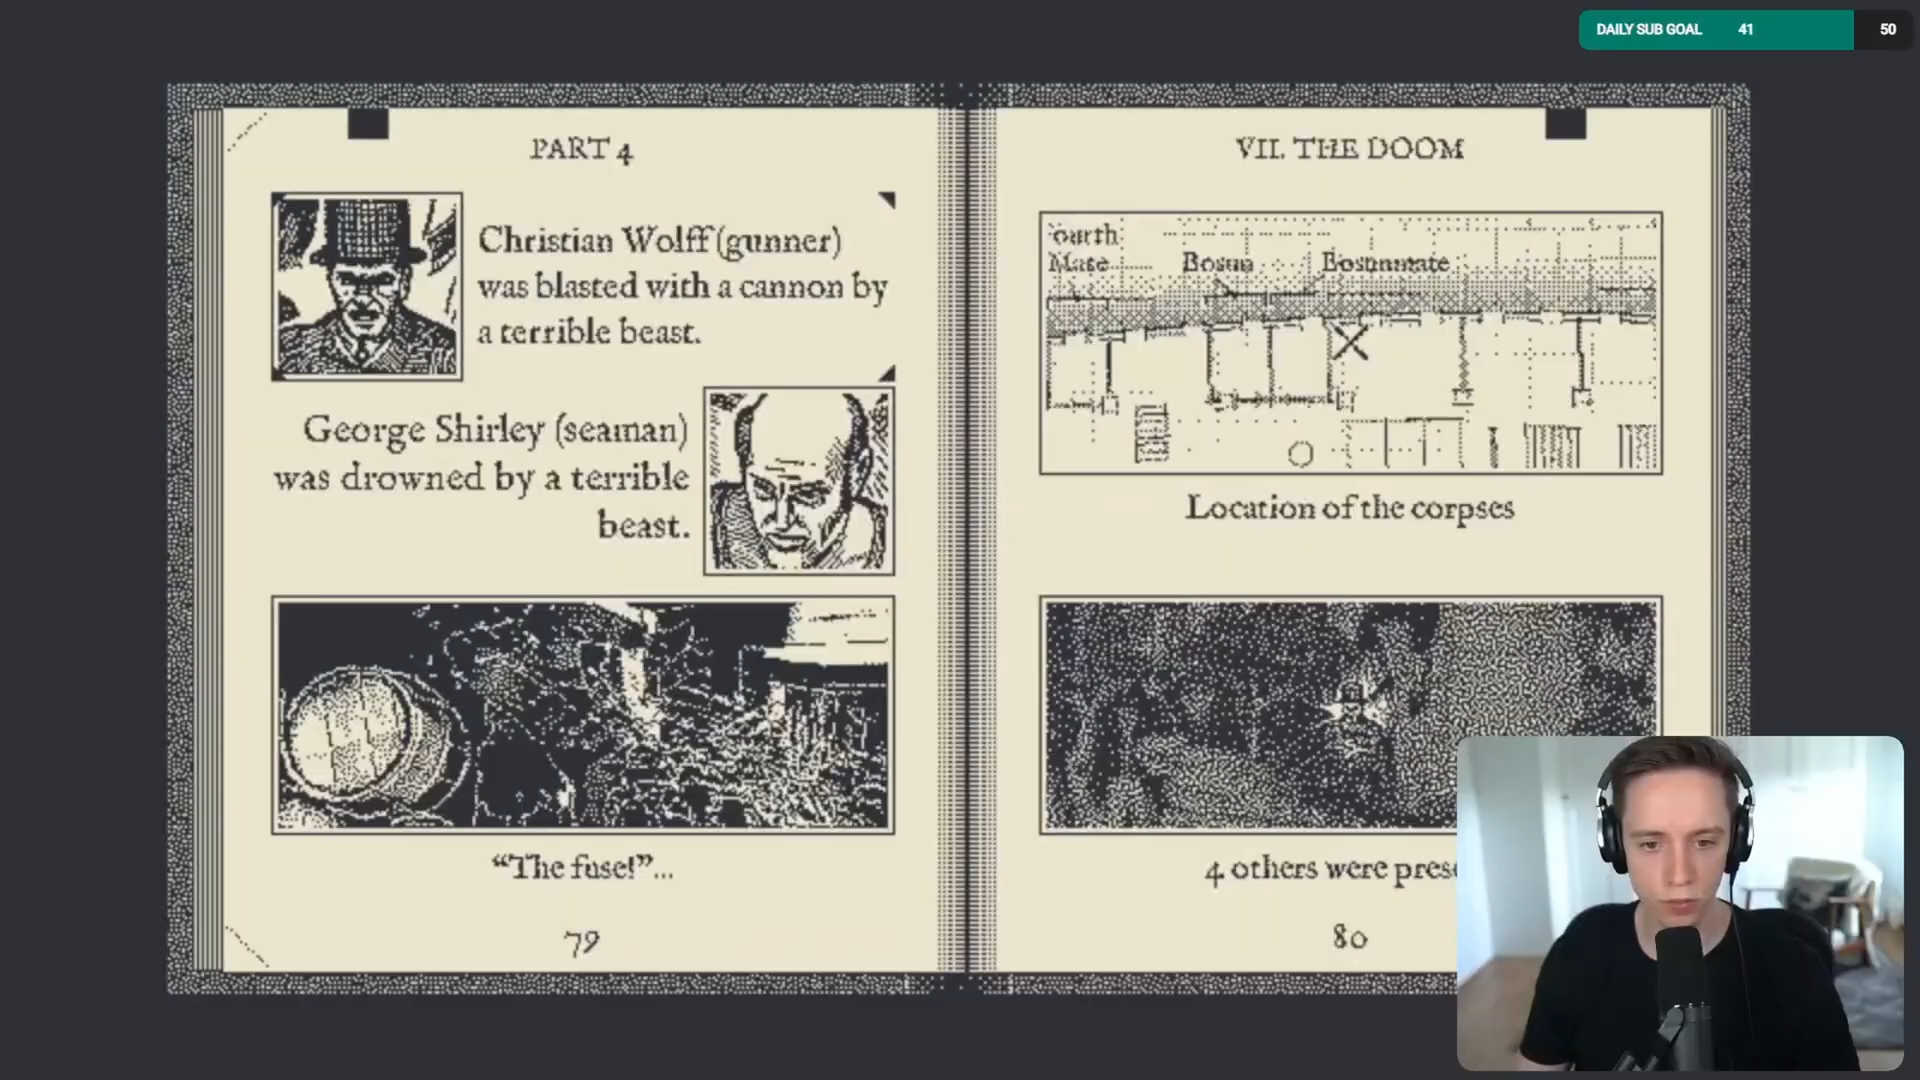 DAILY SUB GOAL 41 50
PART 4
Christian Wolff (gunner)
was blasted with a cannon by
a terrible beast.
George Shirley (seaman)
was drowned by a terrible
beast.
“The fuse!”...
79
VII. THE DOOM
ourth
Mate Bosun Bosunmate
Location of the corpses
4 others were pres
80